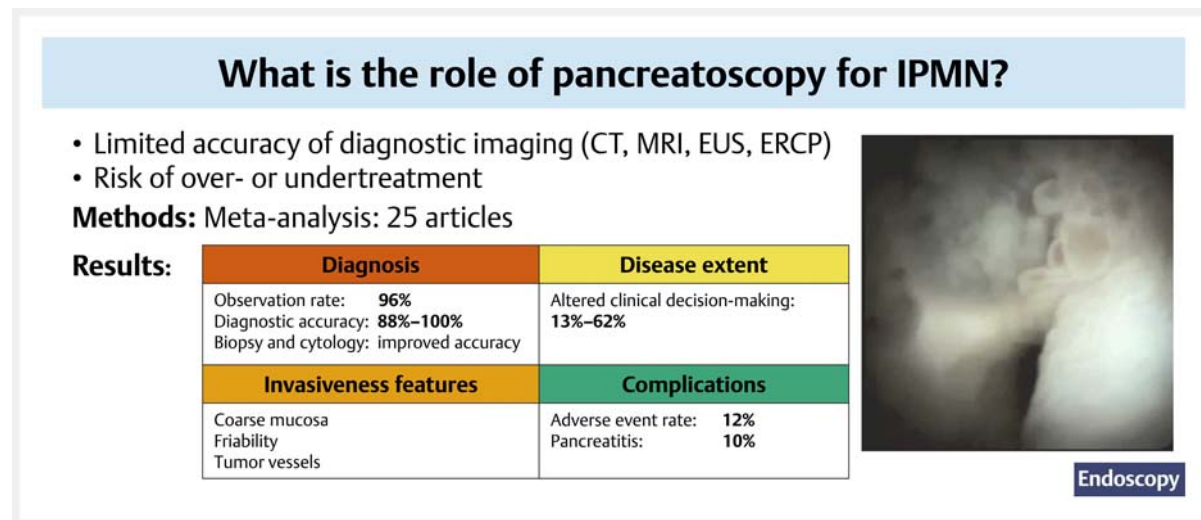 What is the role of pancreatoscopy for IPMN?
• Limited accuracy of diagnostic imaging (CT, MRI, EUS, ERCP)
• Risk of over- or undertreatment
Methods: Meta-analysis: 25 articles
Results:
Diagnosis
Observation rate: 96%
Diagnostic accuracy: 88%–100%
Biopsy and cytology: improved accuracy
Disease extent
Altered clinical decision-making:
13%–62%
Invasiveness features
Coarse mucosa
Friability
Tumor vessels
Complications
Adverse event rate: 12%
Pancreatitis: 10%
Endoscopy